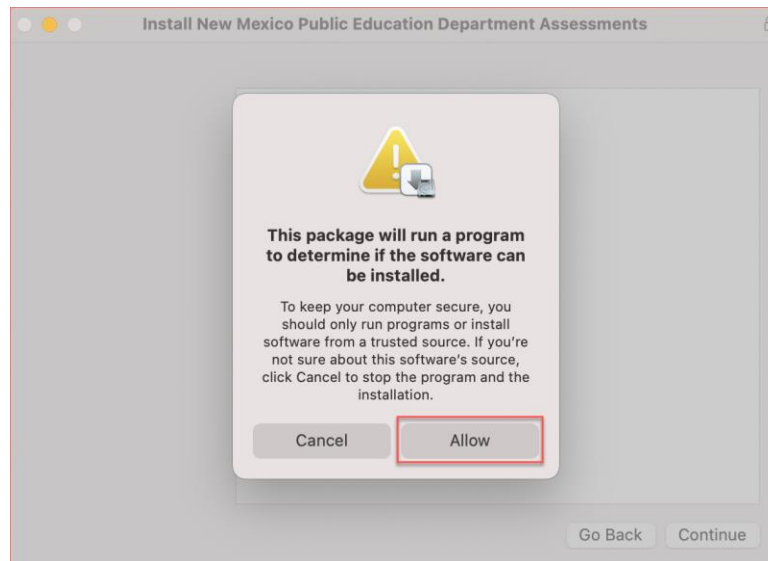 Install New Mexico Public Education Department Assessments
This package will run a program
to determine if the software can
be installed.
To keep your computer secure, you
should only run programs or install
software from a trusted source. If you're
not sure about this software's source,
click Cancel to stop the program and the
installation.
Cancel
Allow
Go Back
Continue